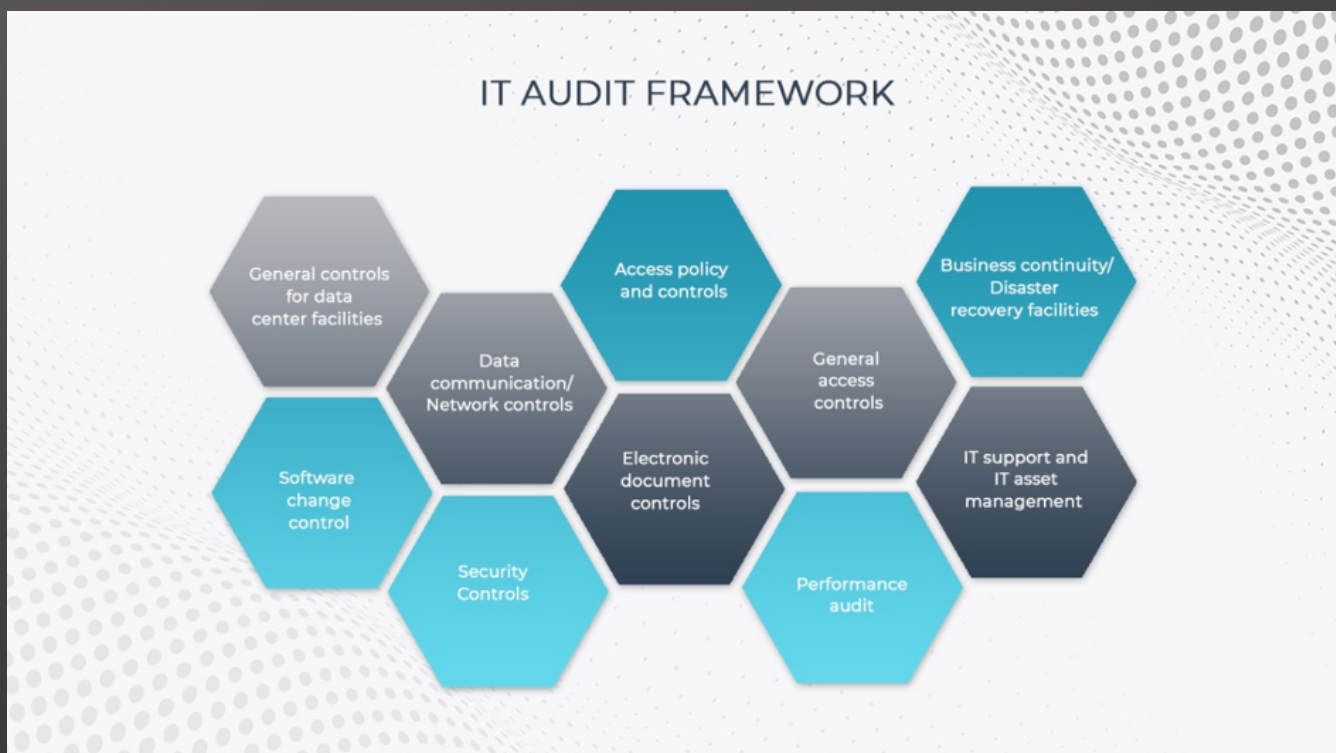 IT AUDIT FRAMEWORK
General controls
for data
center facilities
Data
communication/
Network controls
Access policy
and controls
General
access
controls
Business continuity/
Disaster
recovery facilities
Software
change
control
Security
Controls
Electronic
document
controls
Performance
audit
IT support and
IT asset
management